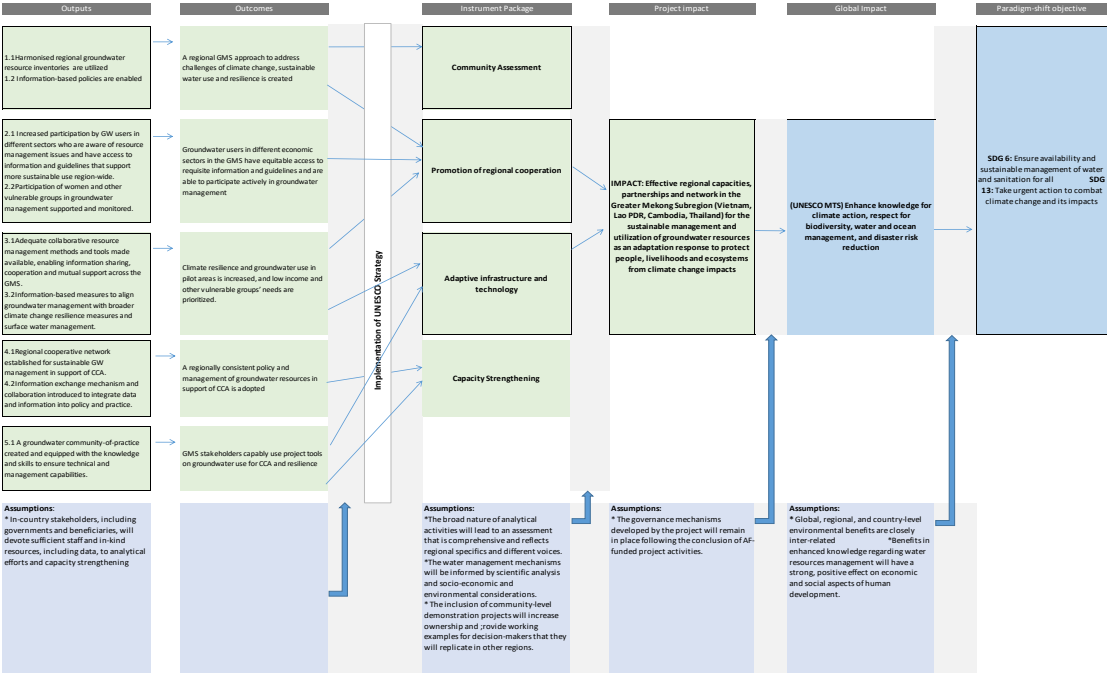 Outputs
Outcomes
Instrument Package
Project impact
Global Impact
Paradigm-shift objective
1.1Harmonised regional groundwater
resource inventories are utilized
1.2 Information-based policies are enabled
2.1 Increased participation by GW users in
different sectors who are aware of resource
management issues and have access to
information and guidelines that support
more sustainable use region-wide.
2.2Participation of women and other
vulnerable groups in groundwater
management supported and monitored.
3.1Adequate collaborative resource
management methods and tools made
available, enabling information sharing,
cooperation and mutual support across the
GMS.
3.2Information-based measures to align
groundwater management with broader
climate change resilience measures and
surface water management.
4.1Regional cooperative network
established for sustainable GW
management in support of CCA.
4.2Information exchange mechanism and
collaboration introduced to integrate data
and information into policy and practice.
5.1 A groundwater community-of-practice
created and equipped with the knowledge
and skills to ensure technical and
management capabilities.
Assumptions:
* In-country stakeholders, including
governments and beneficiaries, will
devote sufficient staff and in-kind
resources, including data, to analytical
efforts and capacity strengthening
A regional GMS approach to address
challenges of climate change, sustainable
water use and resilience is created
Groundwater users in different economic
sectors in the GMS have equitable access to
requisite information and guidelines and are
able to participate actively in groundwater
management
Climate resilience and groundwater use in
pilot areas is increased, and low income and
other vulnerable groups' needs are
prioritized.
A regionally consistent policy and
management of groundwater resources in
support of CCA is adopted
GMS stakeholders capably use project tools
on groundwater use for CCA and resilience
Implementation of UNESCO Strategy
Community Assessment
Promotion of regional cooperation
Adaptive infrastructure and
technology
Capacity Strengthening
Assumptions:
*The broad nature of analytical
activities will lead to an assessment
that is comprehensive and reflects
regional specifics and different voices.
*The water management mechanisms
will be informed by scientific analysis
and socio-economic and
environmental considerations.
* The inclusion of community-level
demonstration projects will increase
ownership and ;rovide working
examples for decision-makers that they
will replicate in other regions.
IMPACT: Effective regional capacities,
partnerships and network in the
Greater Mekong Subregion (Vietnam,
Lao PDR, Cambodia, Thailand) for the
sustainable management and
utilization of groundwater resources
as an adaptation response to protect
people, livelihoods and ecosystems
from climate change impacts
Assumptions:
* The governance mechanisms
developed by the project will remain
in place following the conclusion of AF-
funded project activities.
(UNESCO MTS) Enhance knowledge for
climate action, respect for
biodiversity, water and ocean
management, and disaster risk
reduction
Assumptions:
* Global, regional, and country-level
environmental benefits are closely
inter-related *Benefits in
enhanced knowledge regarding water
resources management will have a
strong, positive effect on economic
and social aspects of human
development.
SDG 6: Ensure availability and
sustainable management of water
and sanitation for all SDG
13: Take urgent action to combat
climate change and its impacts